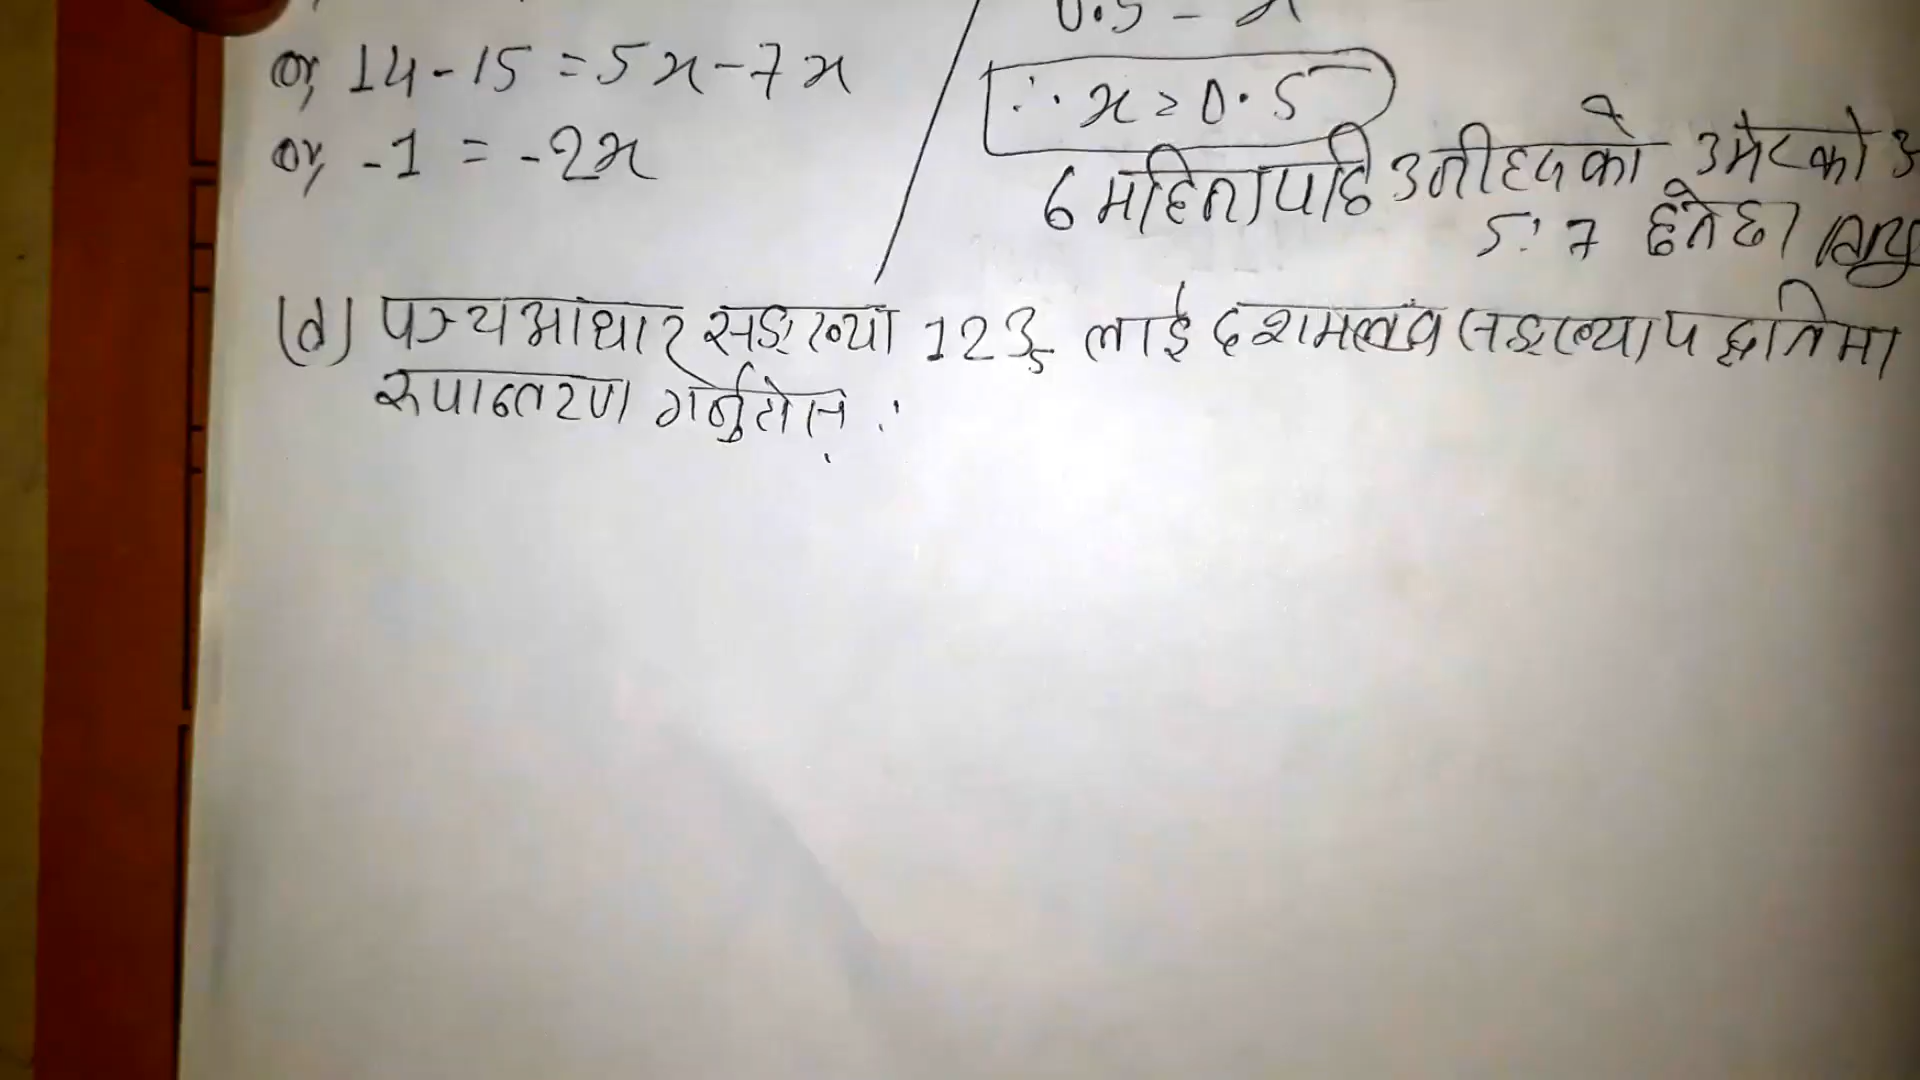 or, 14-15 = 5x-7x
or, -1 = -2x
∴ x = 0.5
6 महिनापछि उनीहरुको उमेरको
5:7 हुनेछ। Ans
(d) पञ्चआधार सङ्ख्या 123₅ लाई दशमलव सङ्ख्या पद्धतिमा
रुपान्तरण गर्नुहोस् :